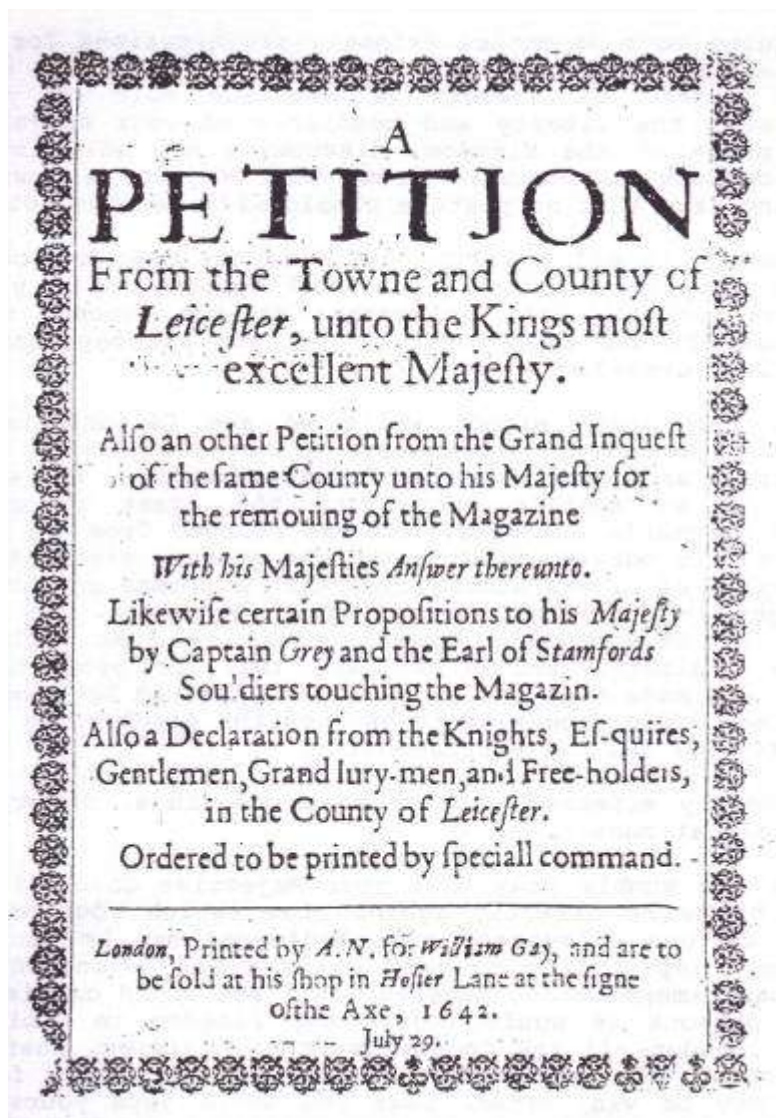 A
PETITJON
From the Towne and County of
Leiceſter, unto the Kings moſt
excellent Majeſty.
Alſo an other Petition from the Grand Inqueſt
of the ſame County unto his Majeſty for
the remouing of the Magazine
With his Majeſties Anſwer thereunto.
Likewiſe certain Propoſitions to his Majeſty
by Captain Grey and the Earl of Stamfords
Sou'diers touching the Magazin.
Alſo a Declaration from the Knights, Eſ-quires,
Gentlemen, Grand Iury-men, and Free-holders,
in the County of Leiceſter.
Ordered to be printed by ſpeciall command.
London, Printed by A.N. for William Gay, and are to
be ſold at his ſhop in Hoſier Lane at the ſigne
of the Axe, 1642.
July 29.